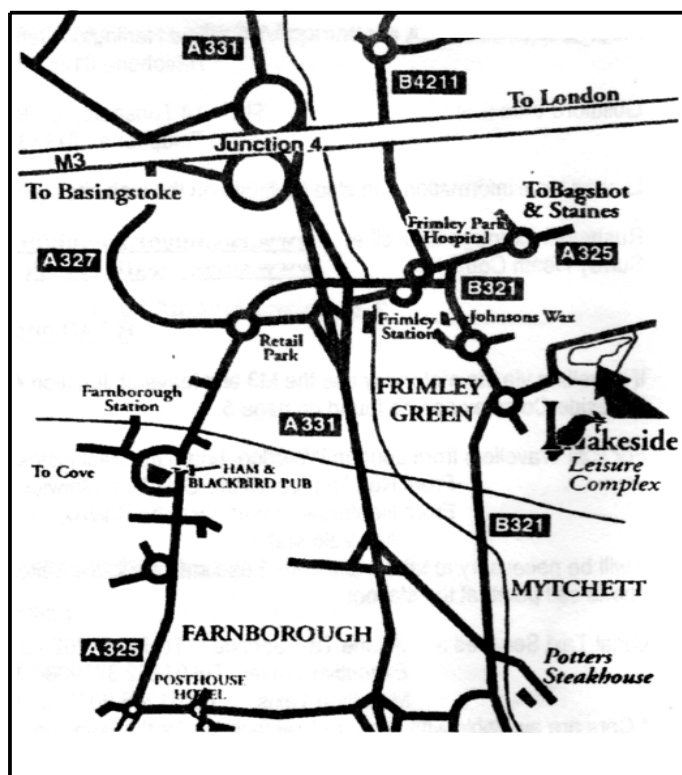 A331
B4211
To London
Junction 4
M3
To Basingstoke
To Bagshot
& Staines
Frimley Park
Hospital
A325
A327
B321
Johnsons Wax
Frimley
Station
Retail
Park
FRIMLEY
GREEN
Farnborough
Station
A331
Lakeside
Leisure
Complex
To Cove
HAM &
BLACKBIRD PUB
B321
MYTCHETT
FARNBOROUGH
A325
Potters
Steakhouse
POSTHOUSE
HOTEL